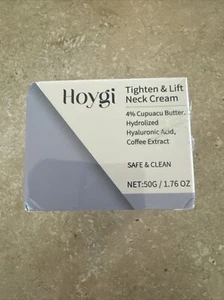 Hoygi
Tighten & Lift
Neck Cream
4% Cupuacu Butter,
Hydrolized
Hyaluronic Acid,
Coffee Extract
SAFE & CLEAN
NET:50G / 1.76 OZ